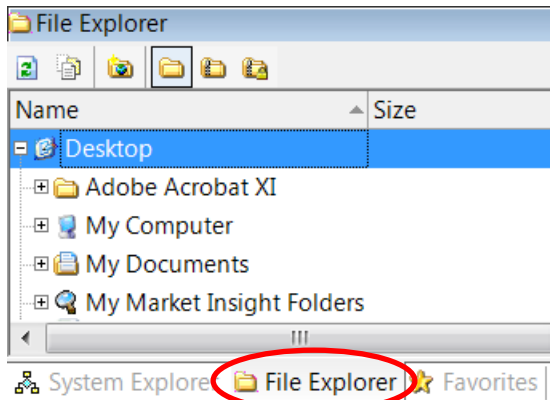 File Explorer
Name Size
Desktop
Adobe Acrobat XI
My Computer
My Documents
My Market Insight Folders
System Explorer File Explorer Favorites